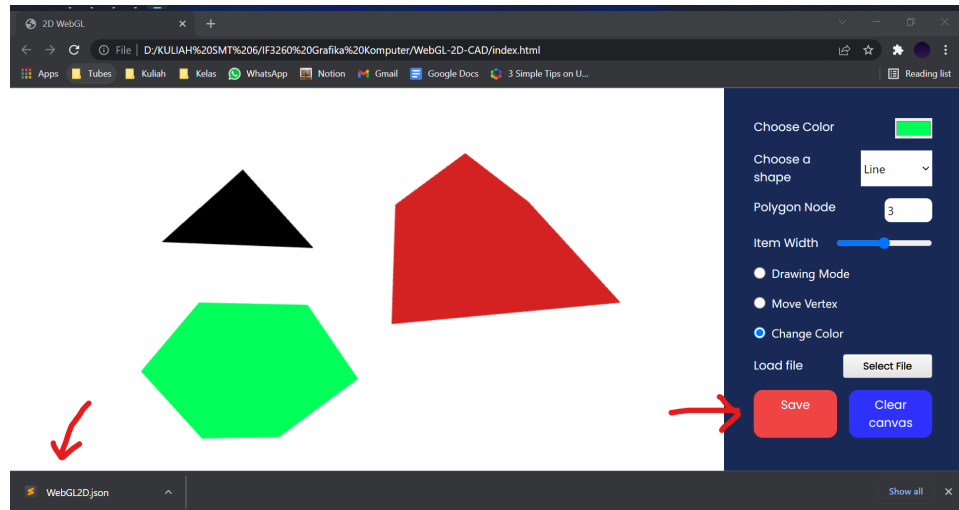 2D WebGL
File | D:/KULIAH%20SMT%206/IF3260%20Grafika%20Komputer/WebGL-2D-CAD/index.html
Apps Tubes Kuliah Kelas WhatsApp Notion Gmail Google Docs 3 Simple Tips on U... Reading list
Choose Color
Choose a
shape
Line
Polygon Node
3
Item Width
Drawing Mode
Move Vertex
Change Color
Load file
Select File
Save
Clear
canvas
WebGL2D.json
Show all